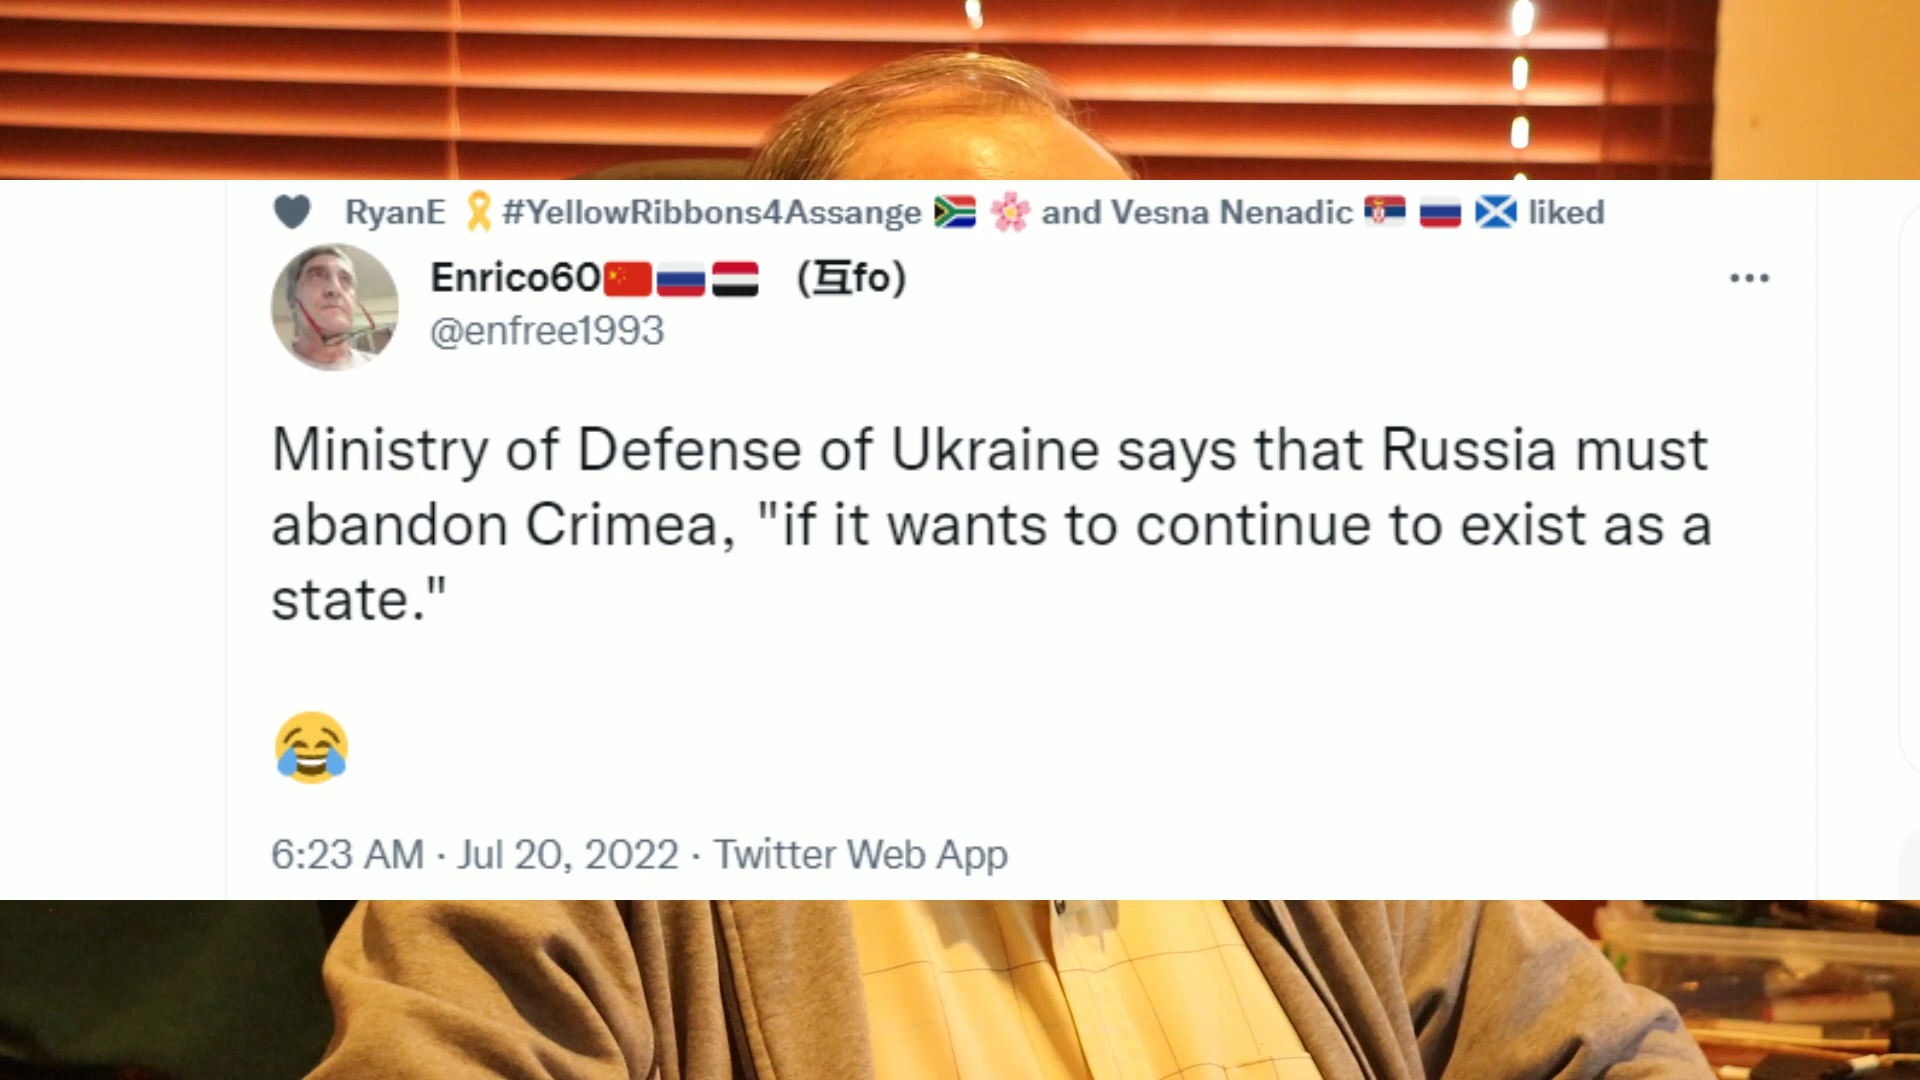 RyanE 🎗️#YellowRibbons4Assange 🇿🇦 🌸 and Vesna Nenadic 🇷🇸 🇷🇺 🏴󠁧󠁢󠁳󠁣󠁴󠁿 liked
Enrico60🇨🇳🇷🇺🇾🇪 (互fo)
@enfree1993
Ministry of Defense of Ukraine says that Russia must
abandon Crimea, "if it wants to continue to exist as a
state."
😂
6:23 AM · Jul 20, 2022 · Twitter Web App